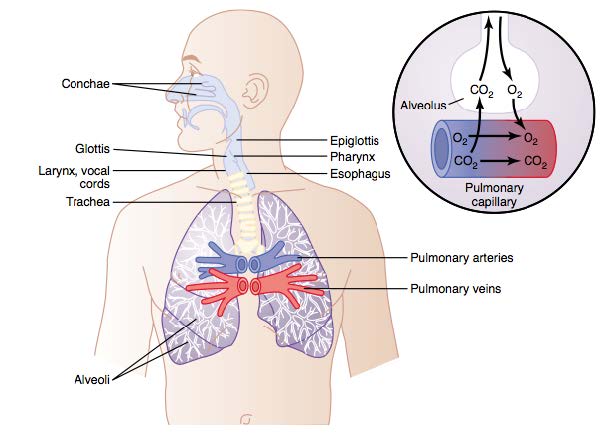 Conchae
Glottis
Larynx, vocal
cords
Trachea
Alveoli
Epiglottis
Pharynx
Esophagus
Pulmonary arteries
Pulmonary veins
CO2 O2
Alveolus
O2 O2
CO2 CO2
Pulmonary
capillary